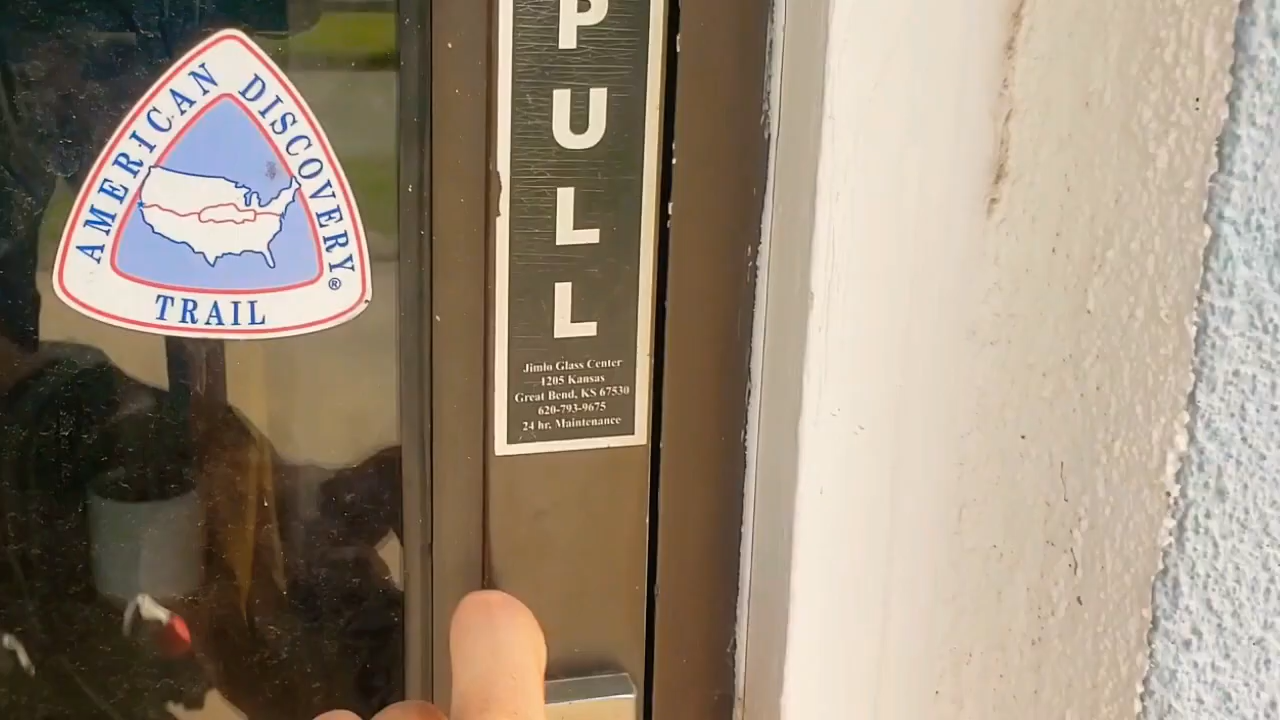 AMERICAN DISCOVERY
TRAIL
®
PULL
Jimlo Glass Center
1205 Kansas
Great Bend, KS 67530
620-793-9675
24 hr. Maintenance